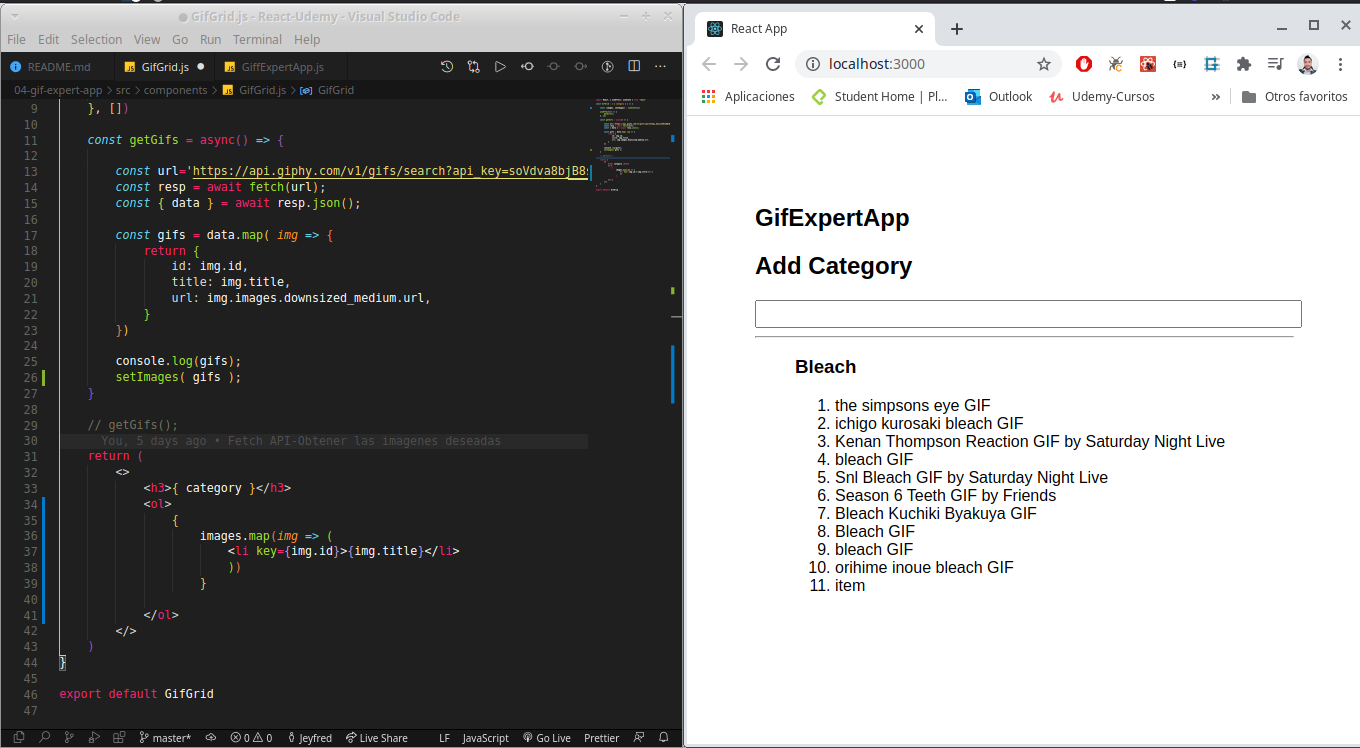 ● GifGrid.js - React-Udemy - Visual Studio Code
File Edit Selection View Go Run Terminal Help
README.md GifGrid.js ● GiffExpertApp.js
04-gif-expert-app > src > components > GifGrid.js > GifGrid
9 }, [])
10
11 const getGifs = async() => {
12
13 const url='https://api.giphy.com/v1/gifs/search?api_key=soVdva8bjB8
14 const resp = await fetch(url);
15 const { data } = await resp.json();
16
17 const gifs = data.map( img => {
18 return {
19 id: img.id,
20 title: img.title,
21 url: img.images.downsized_medium.url,
22 }
23 })
24
25 console.log(gifs);
26 setImages( gifs );
27 }
28
29 // getGifs();
30 You, 5 days ago • Fetch API-Obtener las imagenes deseadas
31 return (
32 <>
33 <h3>{ category }</h3>
34 <ol>
35 {
36 images.map(img => (
37 <li key={img.id}>{img.title}</li>
38 ))
39 }
40
41 </ol>
42 </>
43 )
44 }
45
46 export default GifGrid
47
master* 0 0 Jeyfred Live Share LF JavaScript Go Live Prettier
React App
localhost:3000
Aplicaciones Student Home | Pl... Outlook Udemy-Cursos » Otros favoritos
GifExpertApp
Add Category
Bleach
1. the simpsons eye GIF
2. ichigo kurosaki bleach GIF
3. Kenan Thompson Reaction GIF by Saturday Night Live
4. bleach GIF
5. Snl Bleach GIF by Saturday Night Live
6. Season 6 Teeth GIF by Friends
7. Bleach Kuchiki Byakuya GIF
8. Bleach GIF
9. bleach GIF
10. orihime inoue bleach GIF
11. item